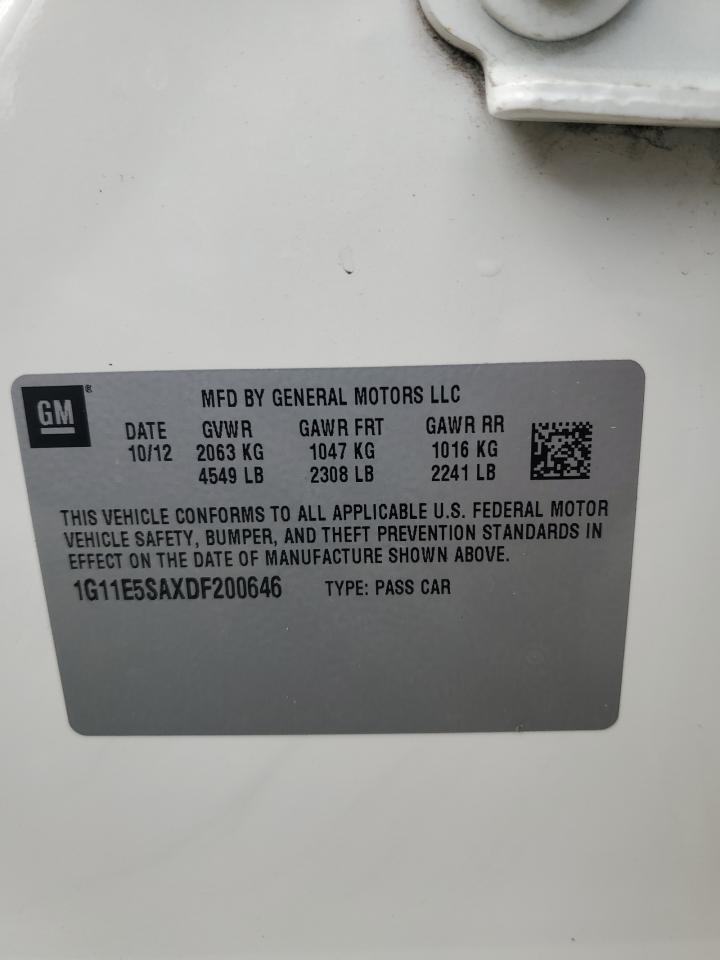 GM®
MFD BY GENERAL MOTORS LLC
DATE GVWR GAWR FRT GAWR RR
10/12 2063 KG 1047 KG 1016 KG
4549 LB 2308 LB 2241 LB
THIS VEHICLE CONFORMS TO ALL APPLICABLE U.S. FEDERAL MOTOR
VEHICLE SAFETY, BUMPER, AND THEFT PREVENTION STANDARDS IN
EFFECT ON THE DATE OF MANUFACTURE SHOWN ABOVE.
1G11E5SAXDF200646 TYPE: PASS CAR